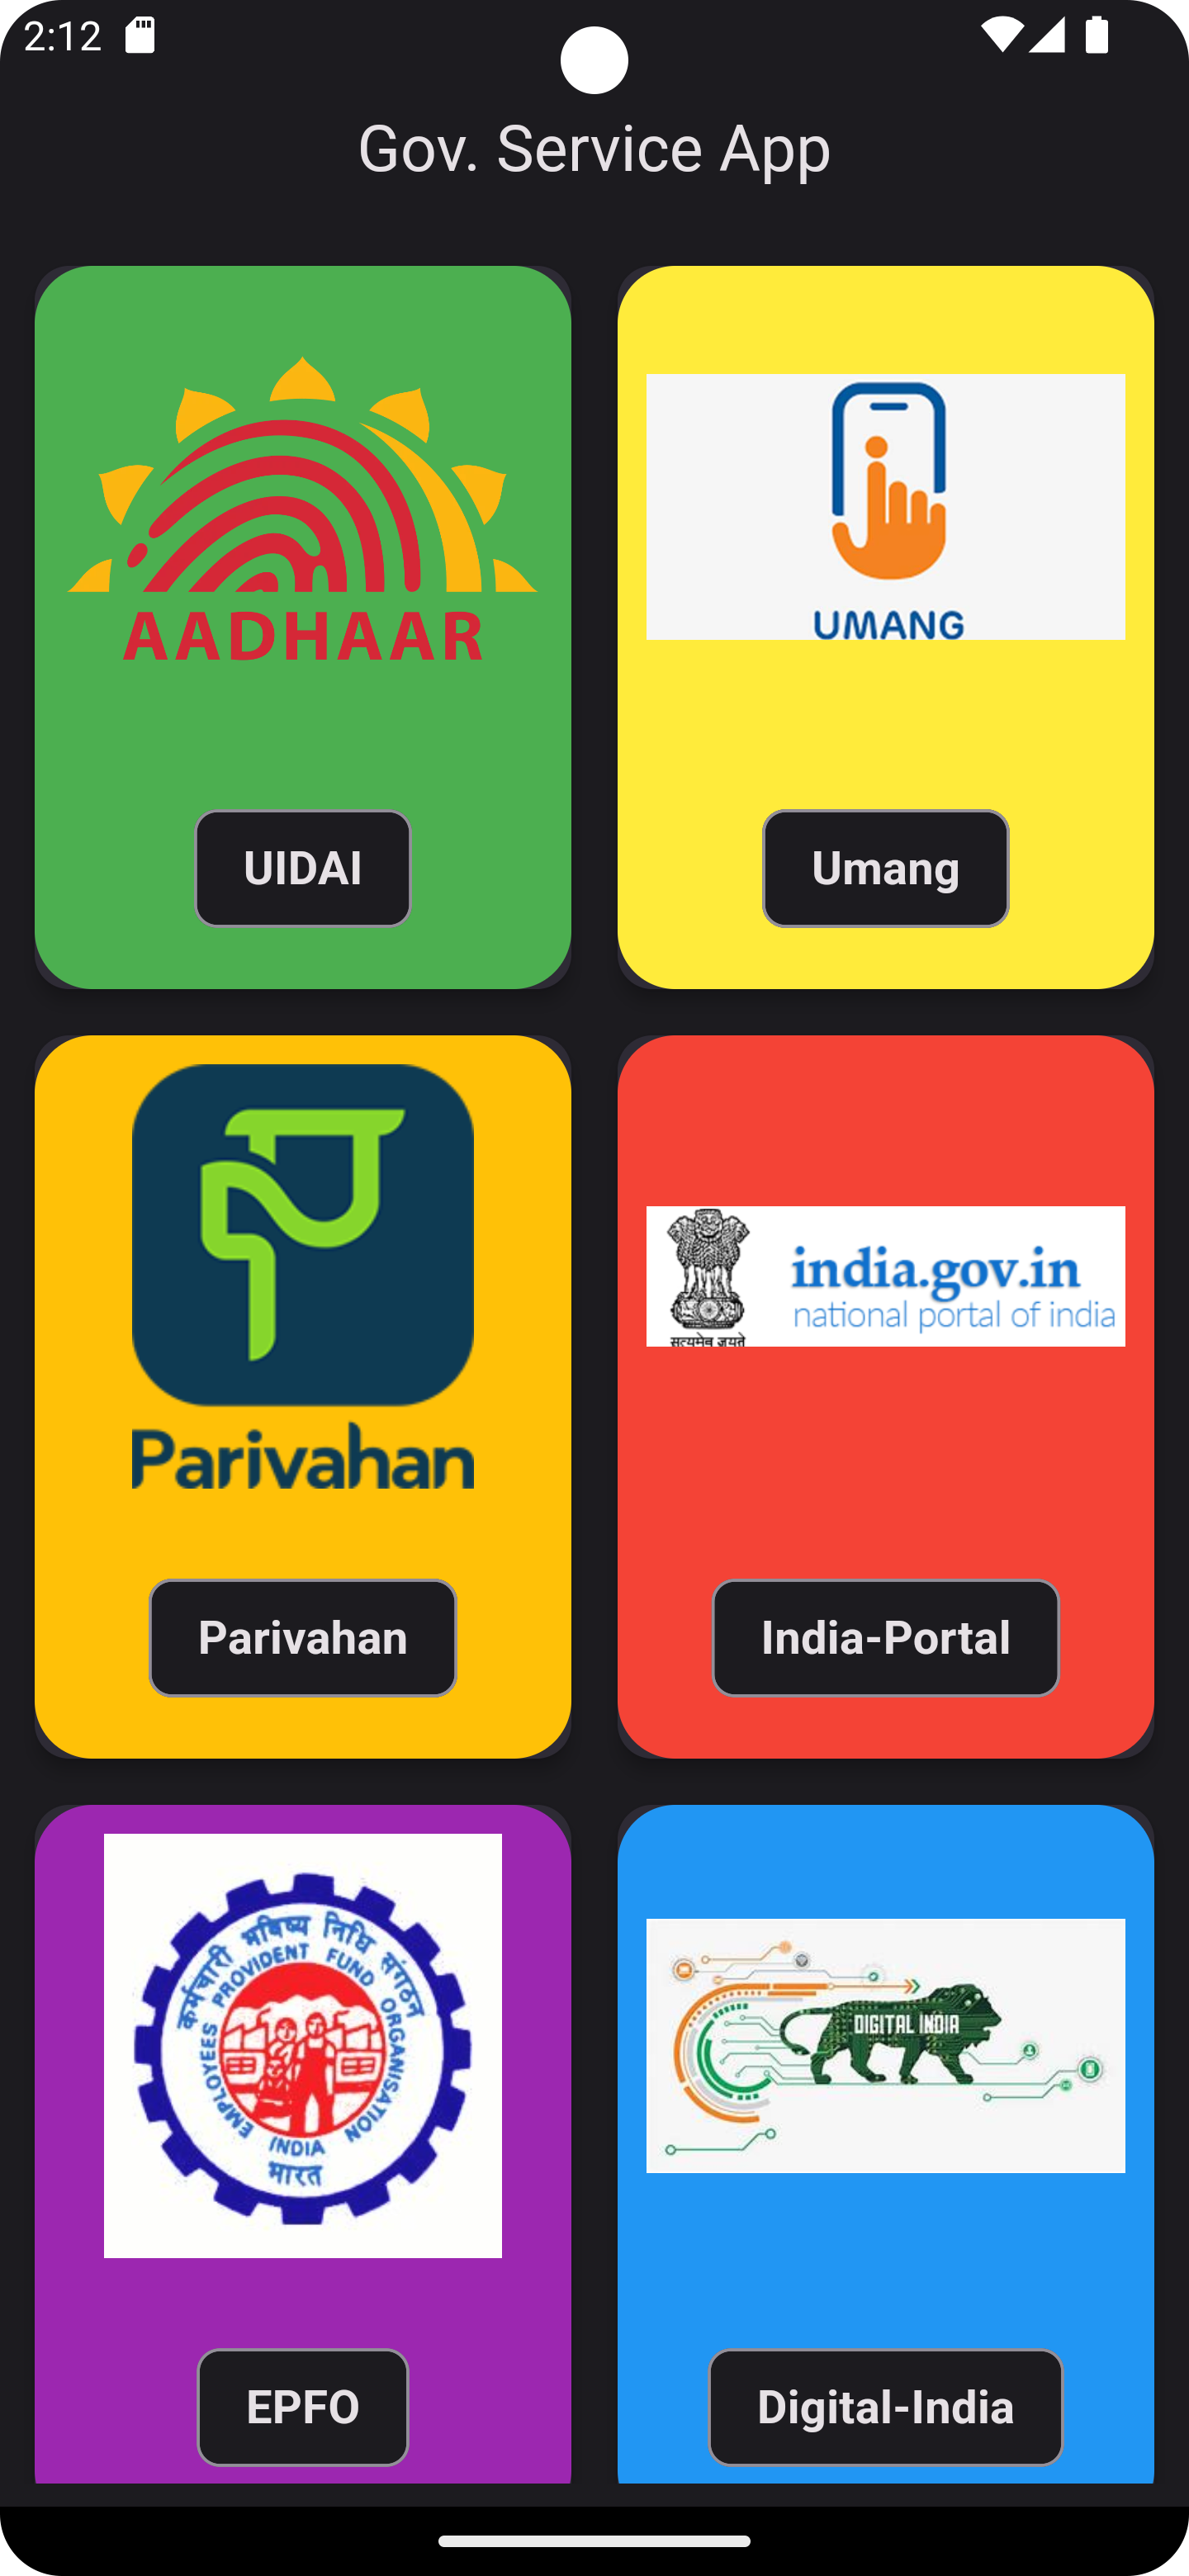 2:12
Gov. Service App
AADHAAR
UIDAI
UMANG
Umang
Parivahan
Parivahan
india.gov.in
national portal of india
सत्यमेव जयते
India-Portal
कर्मचारी भविष्य निधि संगठन
EMPLOYEES PROVIDENT FUND ORGANISATION
INDIA
भारत
EPFO
DIGITAL INDIA
Digital-India